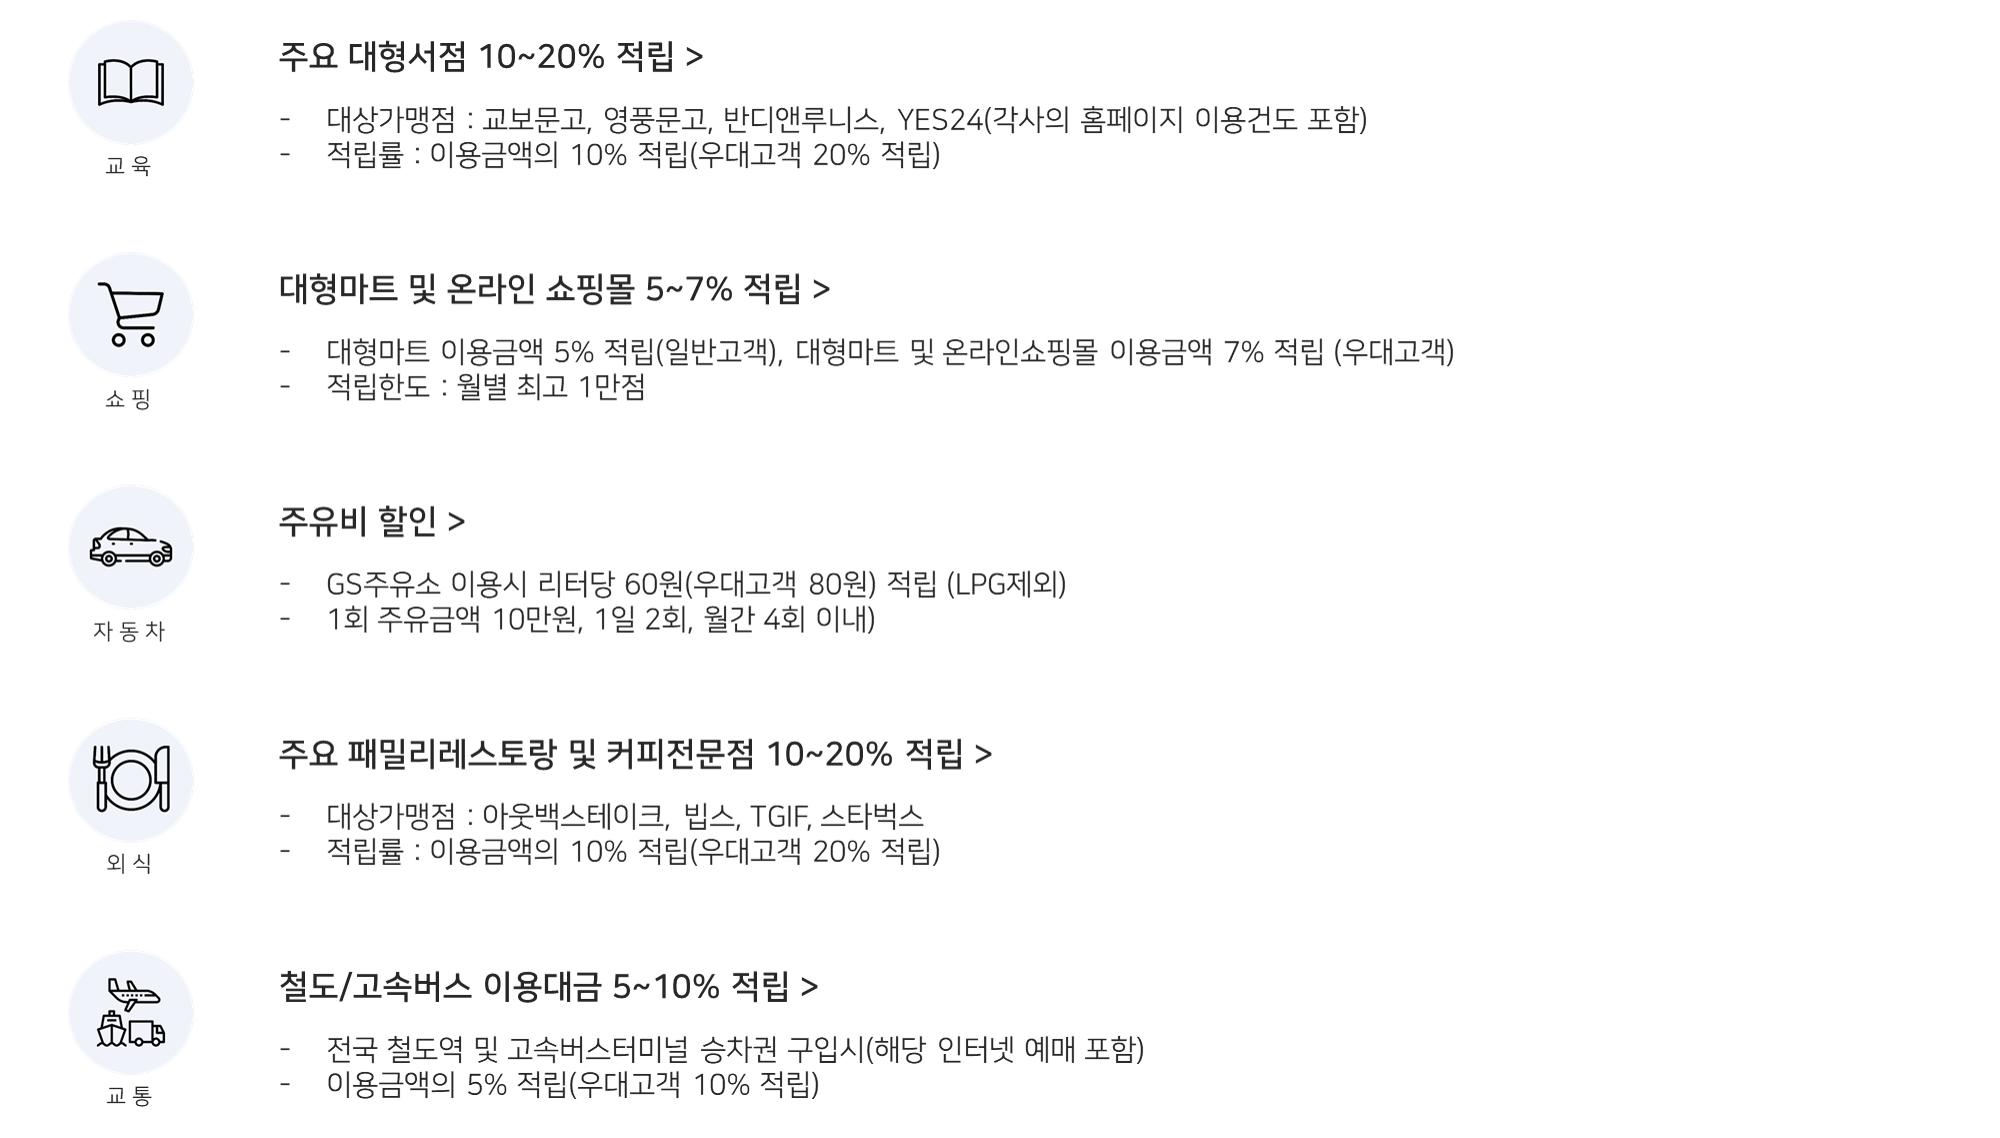 주요 대형서점 10~20% 적립 >
- 대상가맹점 : 교보문고, 영풍문고, 반디앤루니스, YES24(각사의 홈페이지 이용건도 포함)
- 적립률 : 이용금액의 10% 적립(우대고객 20% 적립)
교육
대형마트 및 온라인 쇼핑몰 5~7% 적립 >
- 대형마트 이용금액 5% 적립(일반고객), 대형마트 및 온라인쇼핑몰 이용금액 7% 적립 (우대고객)
- 적립한도 : 월별 최고 1만점
쇼핑
주유비 할인 >
- GS주유소 이용시 리터당 60원(우대고객 80원) 적립 (LPG제외)
- 1회 주유금액 10만원, 1일 2회, 월간 4회 이내)
자동차
주요 패밀리레스토랑 및 커피전문점 10~20% 적립 >
- 대상가맹점 : 아웃백스테이크, 빕스, TGIF, 스타벅스
- 적립률 : 이용금액의 10% 적립(우대고객 20% 적립)
외식
철도/고속버스 이용대금 5~10% 적립 >
- 전국 철도역 및 고속버스터미널 승차권 구입시(해당 인터넷 예매 포함)
- 이용금액의 5% 적립(우대고객 10% 적립)
교통